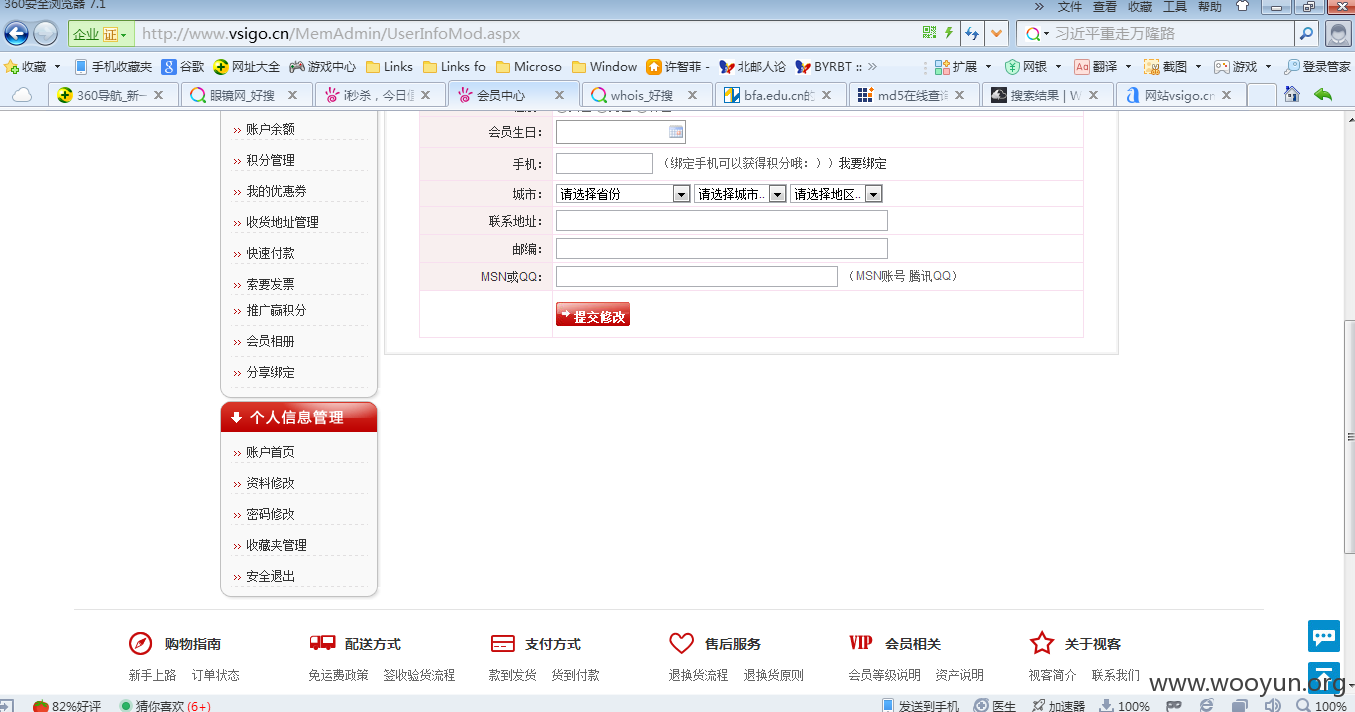 360安全浏览器 7.1
» 文件 查看 收藏 工具 帮助
企业 证 http://www.vsigo.cn/MemAdmin/UserInfoMod.aspx 习近平重走万隆路
收藏 手机收藏夹 谷歌 网址大全 游戏中心 Links Links fo Microso Window 许智菲 - 北邮人论 BYRBT :: » 扩展 网银 翻译 截图 游戏 登录管家
360导航_新一 眼镜网_好搜 i秒杀，今日值 会员中心 whois_好搜 bfa.edu.cn的 md5在线查询 搜索结果 | W 网站vsigo.cn
账户余额
积分管理
我的优惠券
收货地址管理
快速付款
索要发票
推广赢积分
会员相册
分享绑定
个人信息管理
账户首页
资料修改
密码修改
收藏夹管理
安全退出
会员生日：
手机： （绑定手机可以获得积分哦：））我要绑定
城市： 请选择省份 请选择城市.. 请选择地区..
联系地址：
邮编：
MSN或QQ： （MSN账号 腾讯QQ）
提交修改
购物指南 配送方式 支付方式 售后服务 VIP 会员相关 关于视客
新手上路 订单状态 免运费政策 签收验货流程 款到发货 货到付款 退换货流程 退换货原则 会员等级说明 资产说明 视客简介 联系我们
www.wooyun.org
82%好评 猜你喜欢 (6+) 发送到手机 医生 加速器 100% 100%